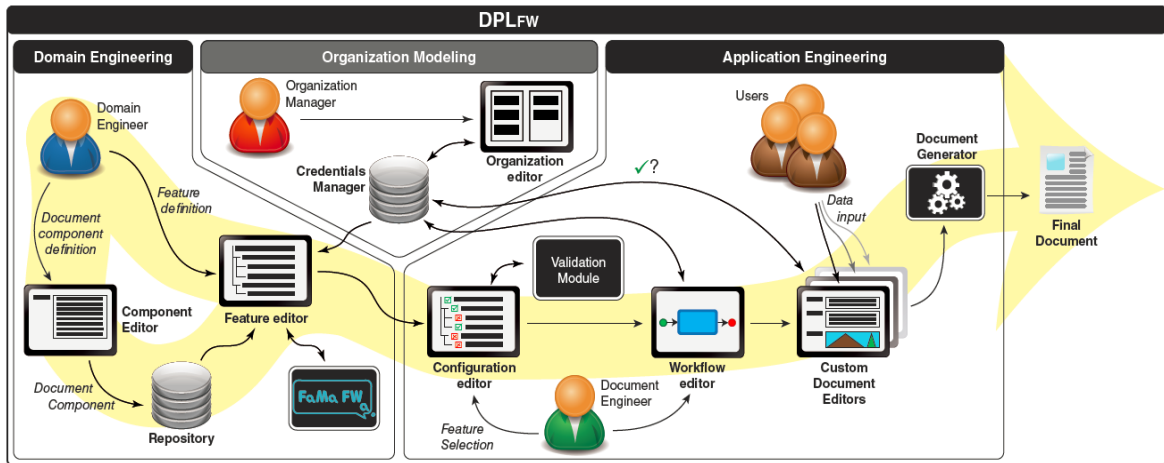 DPLFW
Domain Engineering
Organization Modeling
Application Engineering
Domain
Engineer
Organization
Manager
Users
Document
Generator
Organization
editor
Credentials
Manager
✓?
Feature
definition
Document
component
definition
Data
input
Final
Document
Validation
Module
Component
Editor
Feature editor
Configuration
editor
Workflow
editor
Custom
Document
Editors
Document
Component
FaMa FW
Repository
Document
Engineer
Feature
Selection